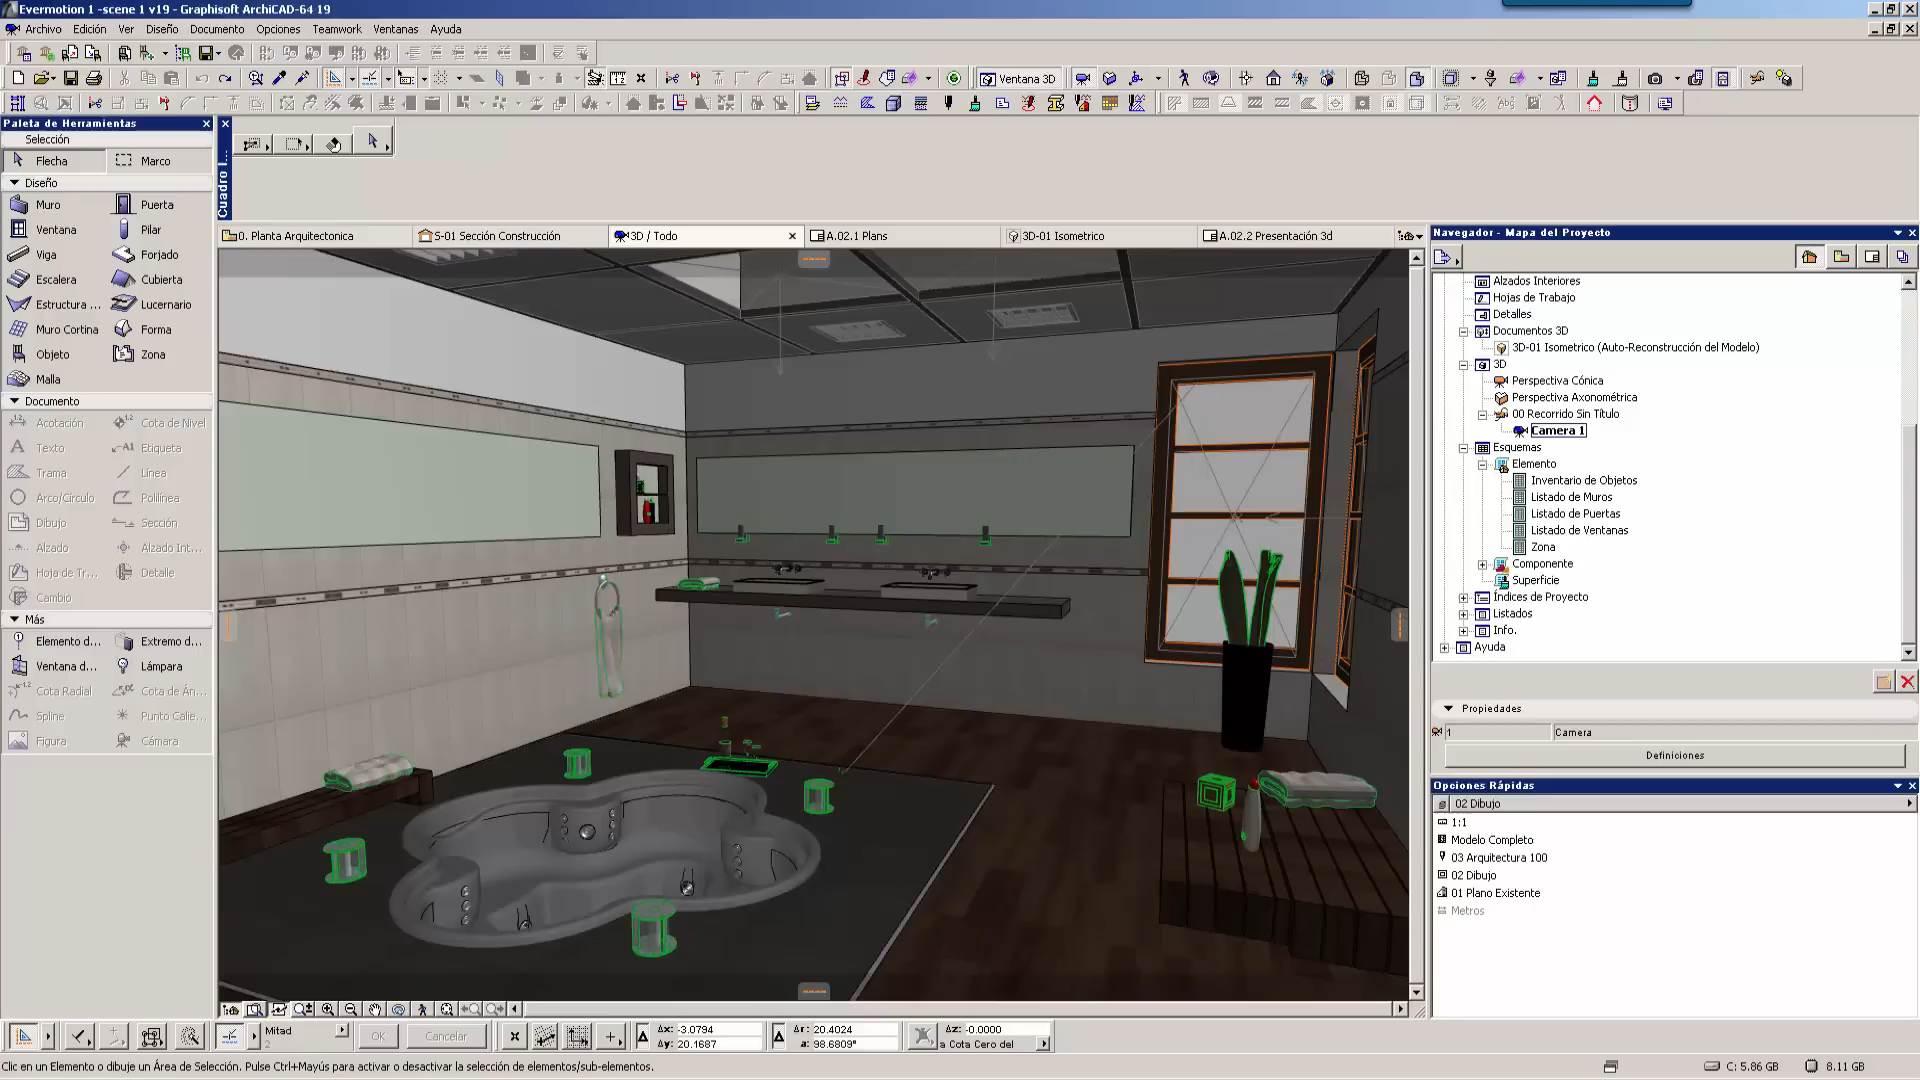 Evermotion 1 -scene 1 v19 - Graphisoft ArchiCAD-64 19
Archivo Edición Ver Diseño Documento Opciones Teamwork Ventanas Ayuda
Ventana 3D
Paleta de Herramientas
Selección
Flecha Marco
Diseño
Muro Puerta
Ventana Pilar
Viga Forjado
Escalera Cubierta
Estructura ... Lucernario
Muro Cortina Forma
Objeto Zona
Malla
Documento
Acotación Cota de Nivel
Texto Etiqueta
Trama Línea
Arco/Círculo Polilínea
Dibujo Sección
Alzado Alzado Int...
Hoja de Tr... Detalle
Cambio
Más
Elemento d... Extremo d...
Ventana d... Lámpara
Cota Radial Cota de Án...
Spline Punto Calie...
Figura Cámara
Cuadro I...
0. Planta Arquitectonica
S-01 Sección Construcción
3D / Todo
A.02.1 Plans
3D-01 Isometrico
A.02.2 Presentación 3d
Navegador - Mapa del Proyecto
Alzados Interiores
Hojas de Trabajo
Detalles
Documentos 3D
3D-01 Isometrico (Auto-Reconstrucción del Modelo)
3D
Perspectiva Cónica
Perspectiva Axonométrica
00 Recorrido Sin Título
Camera 1
Esquemas
Elemento
Inventario de Objetos
Listado de Muros
Listado de Puertas
Listado de Ventanas
Zona
Componente
Superficie
Índices de Proyecto
Listados
Info.
Ayuda
Propiedades
1 Camera
Definiciones
Opciones Rápidas
02 Dibujo
1:1
Modelo Completo
03 Arquitectura 100
02 Dibujo
01 Plano Existente
Metros
Mitad
2
OK
Cancelar
Δx: -3.0794
Δy: 20.1687
Δr: 20.4024
a: 98.6809°
Δz: -0.0000
a Cota Cero del
Clic en un Elemento o dibuje un Área de Selección. Pulse Ctrl+Mayús para activar o desactivar la selección de elementos/sub-elementos.
C: 5.86 GB
8.11 GB